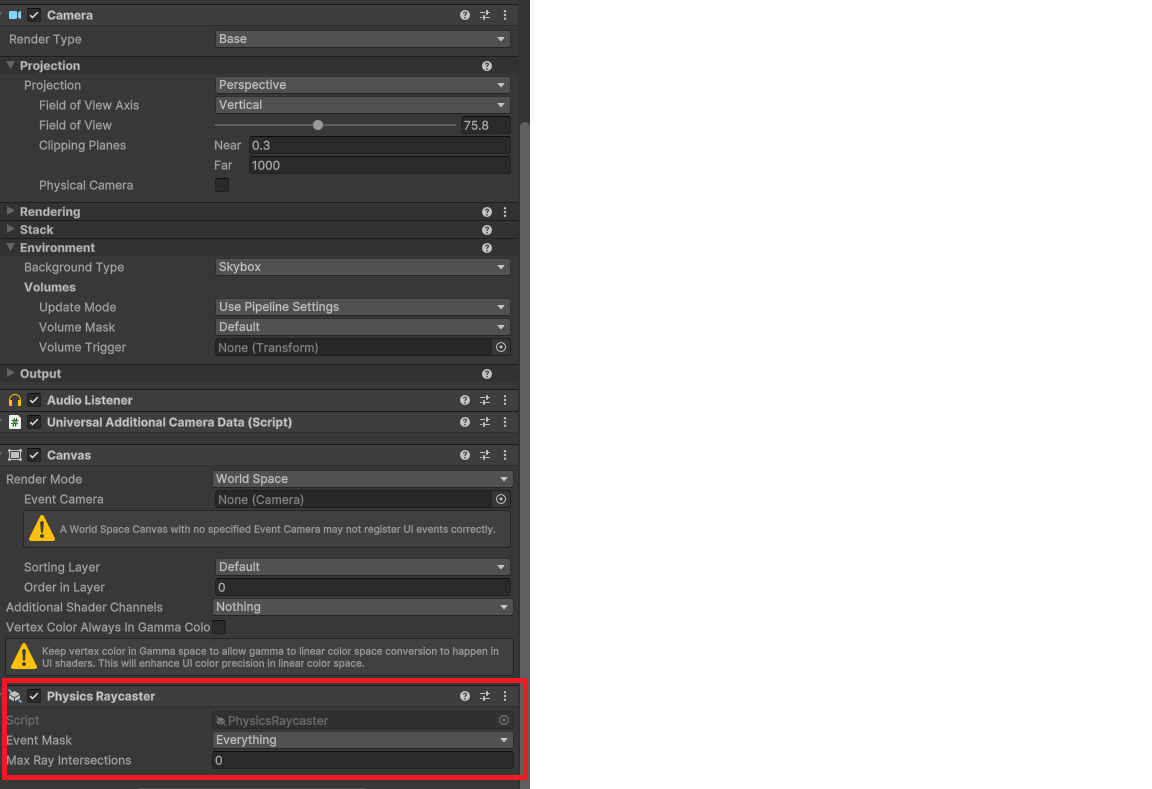 Camera
Render Type Base
Projection
Projection Perspective
Field of View Axis Vertical
Field of View 75.8
Clipping Planes Near 0.3
Far 1000
Physical Camera
Rendering
Stack
Environment
Background Type Skybox
Volumes
Update Mode Use Pipeline Settings
Volume Mask Default
Volume Trigger None (Transform)
Output
Audio Listener
# Universal Additional Camera Data (Script)
Canvas
Render Mode World Space
Event Camera None (Camera)
A World Space Canvas with no specified Event Camera may not register UI events correctly.
Sorting Layer Default
Order in Layer 0
Additional Shader Channels Nothing
Vertex Color Always In Gamma Colo
Keep vertex color in Gamma space to allow gamma to linear color space conversion to happen in
UI shaders. This will enhance UI color precision in linear color space.
Physics Raycaster
Script PhysicsRaycaster
Event Mask Everything
Max Ray Intersections 0